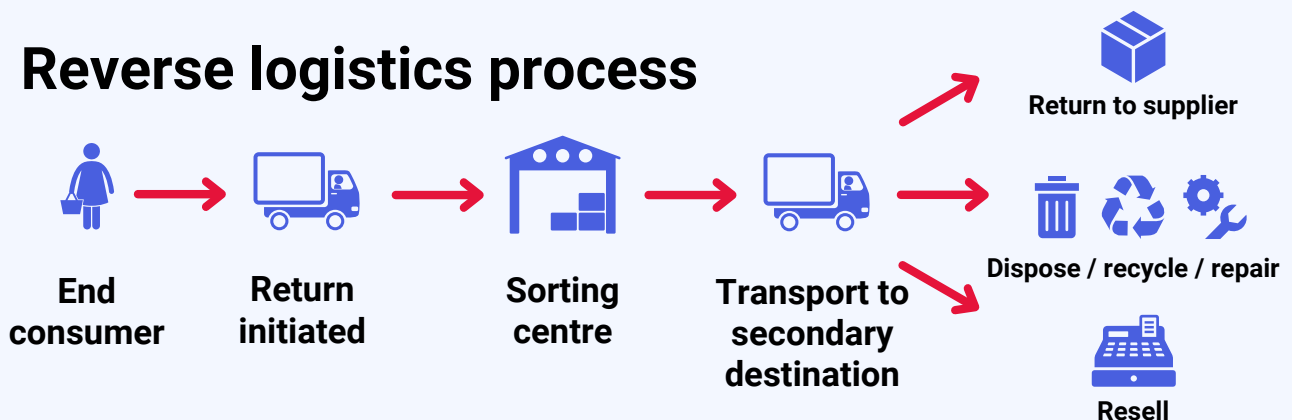 Reverse logistics process
End
consumer
Return
initiated
Sorting
centre
Transport to
secondary
destination
Return to supplier
Dispose / recycle / repair
Resell